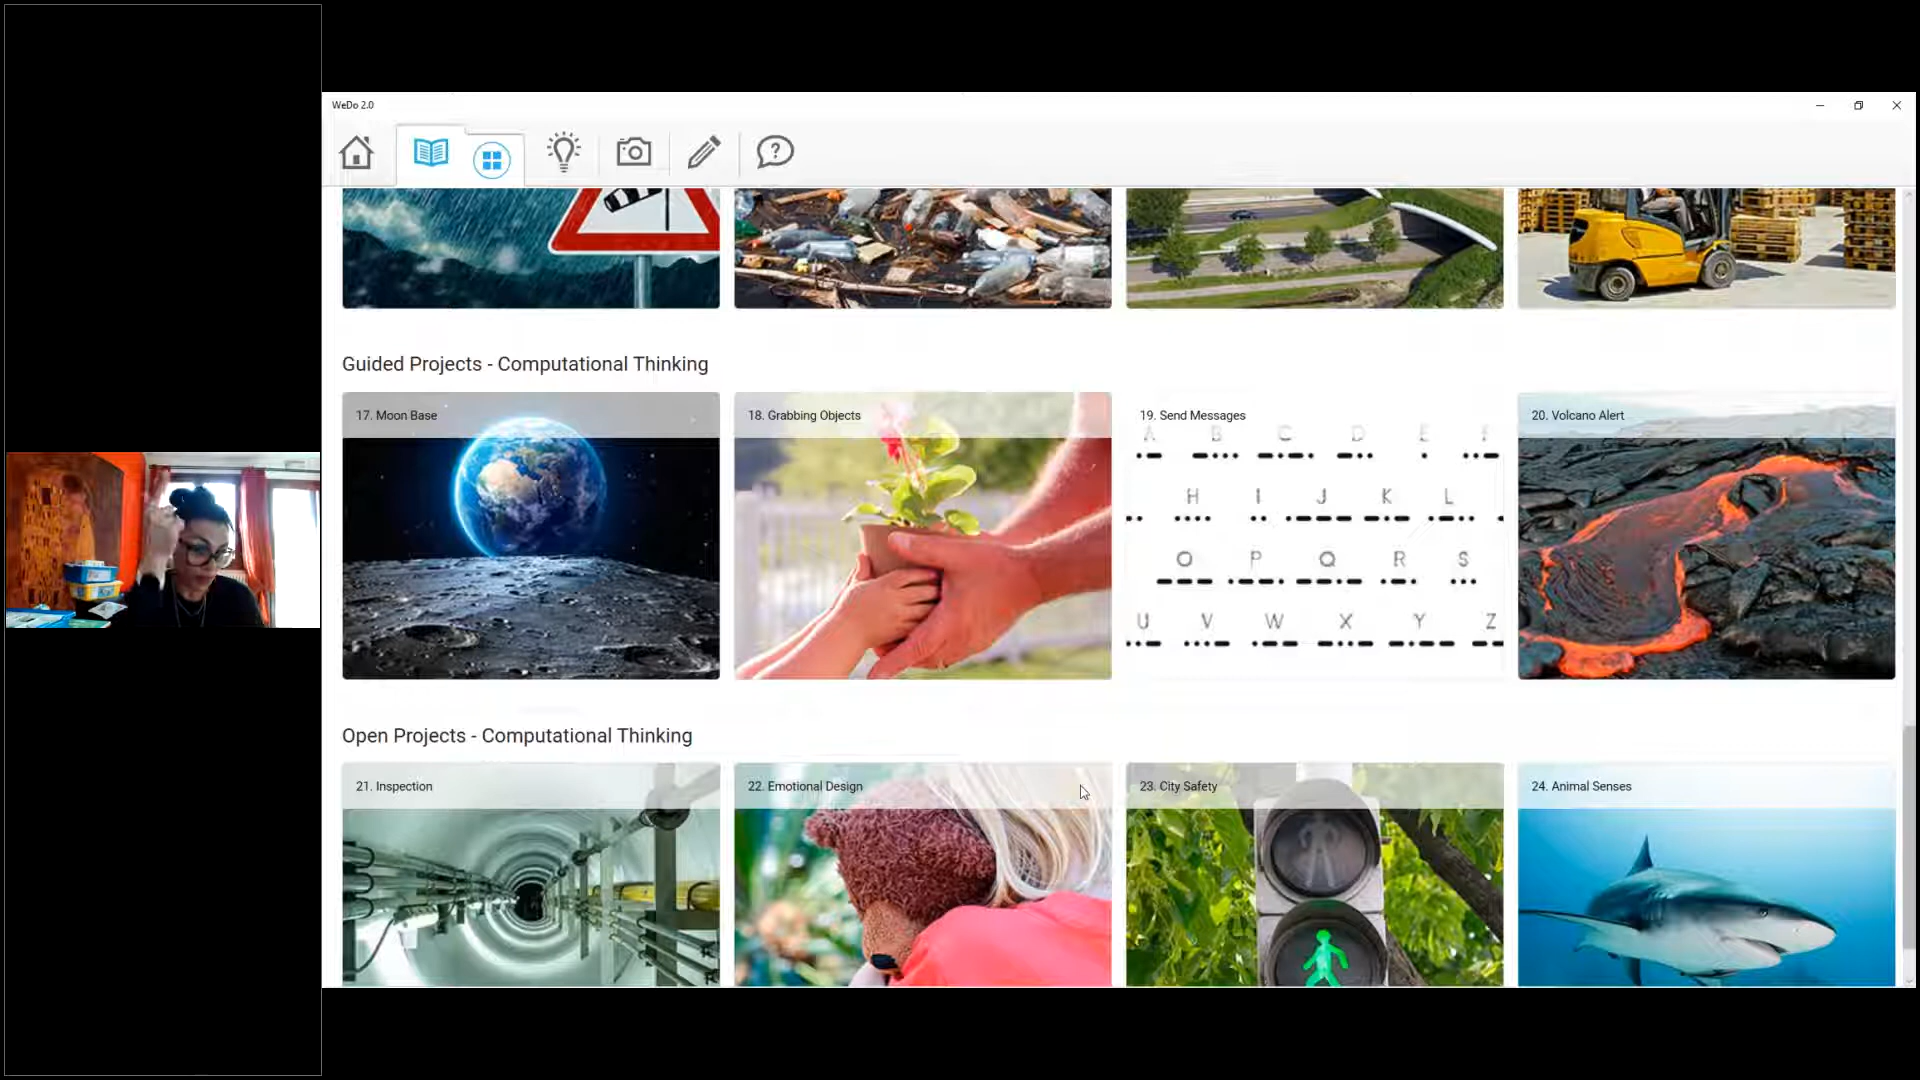 WeDo 2.0
Guided Projects - Computational Thinking
17. Moon Base
18. Grabbing Objects
19. Send Messages
20. Volcano Alert
A B C D E F
H I J K L
O P Q R S
U V W X Y Z
Open Projects - Computational Thinking
21. Inspection
22. Emotional Design
23. City Safety
24. Animal Senses